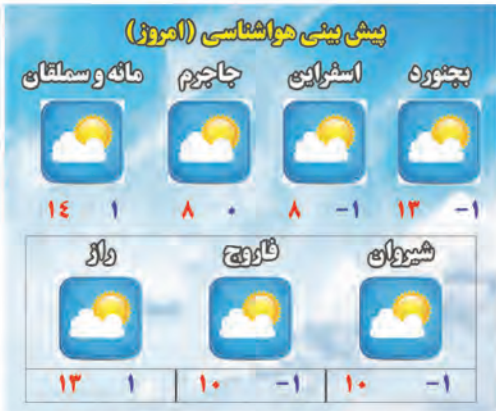 پیش بینی هواشناسی (امروز)
بجنورد اسفراین جاجرم مانه و سملقان
-۱ ۱۳ -۱ ۸ ۰ ۸ ۱ ۱۴
شیروان فاروج راز
-۱ ۱۰ -۱ ۱۰ ۱ ۱۳